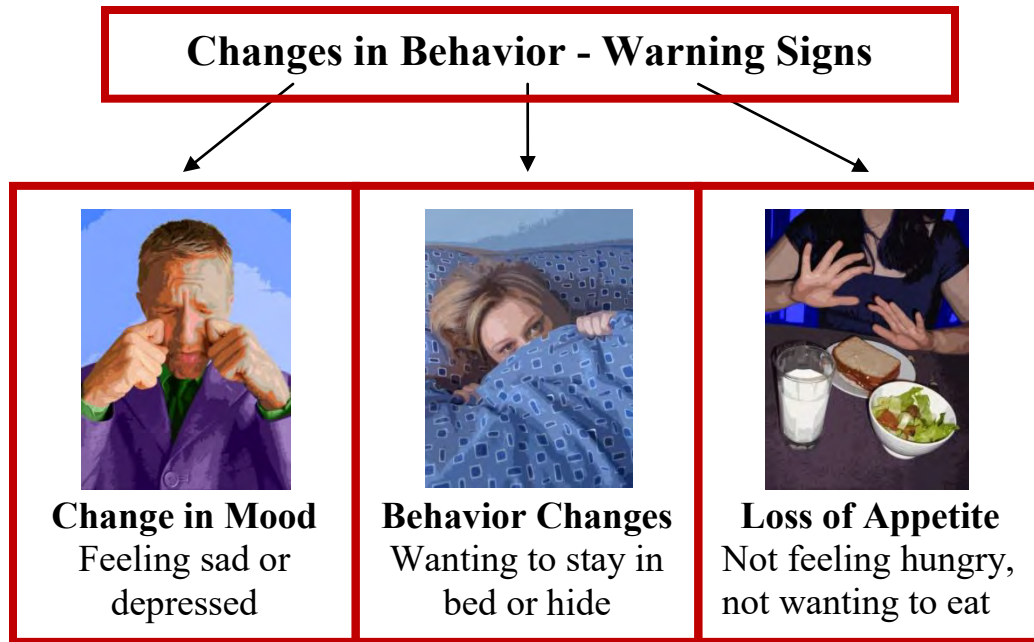 Changes in Behavior - Warning Signs
Change in Mood
Feeling sad or
depressed
Behavior Changes
Wanting to stay in
bed or hide
Loss of Appetite
Not feeling hungry,
not wanting to eat